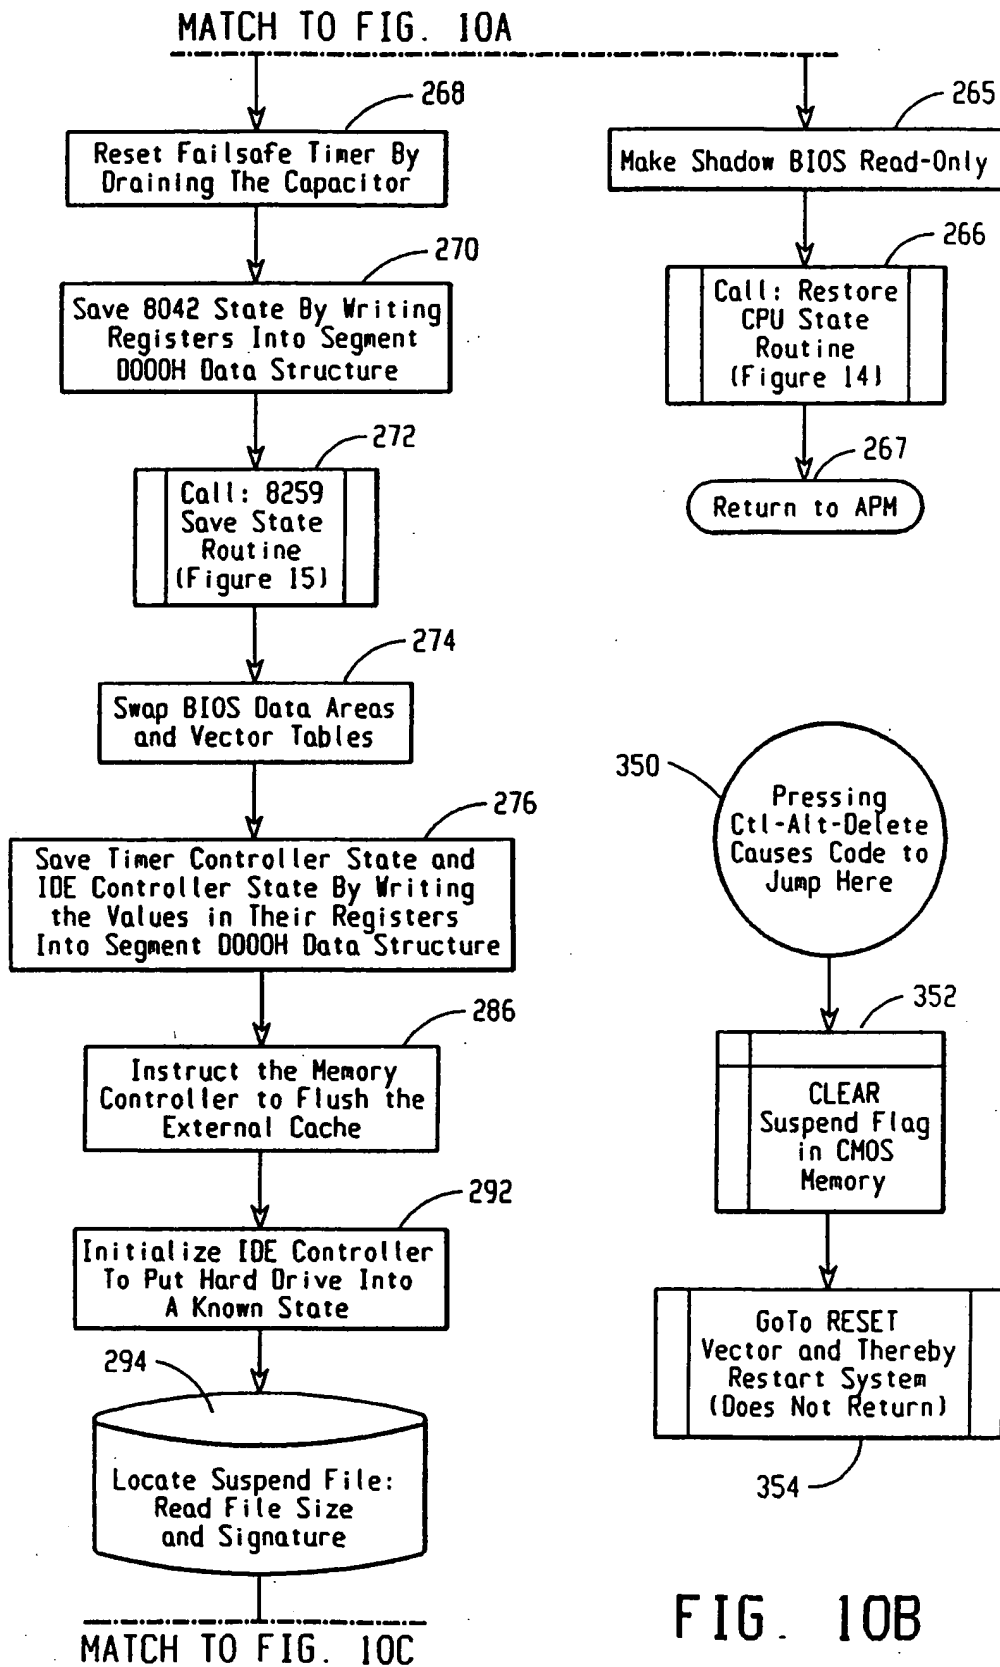 MATCH TO FIG. 10A
268
Reset Failsafe Timer By
Draining The Capacitor
270
Save 8042 State By Writing
Registers Into Segment
D000H Data Structure
272
Call: 8259
Save State
Routine
(Figure 15)
274
Swap BIOS Data Areas
and Vector Tables
276
Save Timer Controller State and
IDE Controller State By Writing
the Values in Their Registers
Into Segment D000H Data Structure
286
Instruct the Memory
Controller to Flush the
External Cache
292
Initialize IDE Controller
To Put Hard Drive Into
A Known State
294
Locate Suspend File:
Read File Size
and Signature
MATCH TO FIG. 10C
265
Make Shadow BIOS Read-Only
266
Call: Restore
CPU State
Routine
(Figure 14)
267
Return to APM
350
Pressing
Ctl-Alt-Delete
Causes Code to
Jump Here
352
CLEAR
Suspend Flag
in CMOS
Memory
GoTo RESET
Vector and Thereby
Restart System
(Does Not Return)
354
FIG. 10B